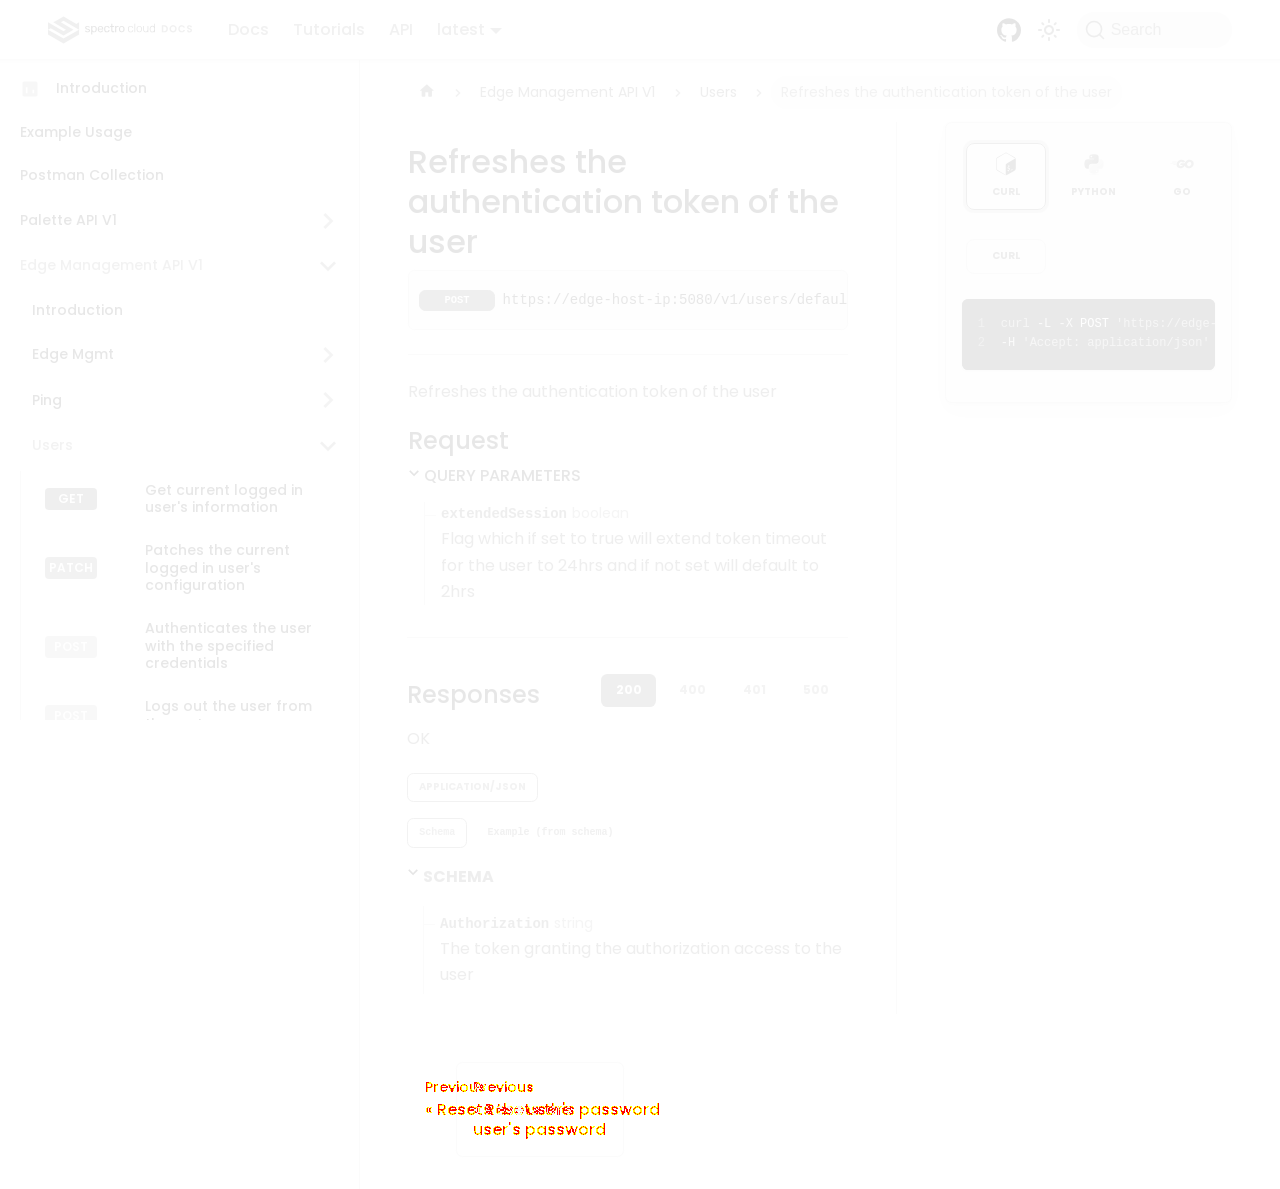 spectro cloud DOCS Docs Tutorials API latest Search
Introduction
Example Usage
Postman Collection
Palette API V1
Edge Management API V1
Introduction
Edge Mgmt
Ping
Users
GET Get current logged in
user's information
PATCH Patches the current
logged in user's
configuration
POST Authenticates the user
with the specified
credentials
POST Logs out the user from
Edge Management API V1 Users Refreshes the authentication token of the user
Refreshes the
authentication token of the
user
POST https://edge-host-ip:5080/v1/users/defaul
Refreshes the authentication token of the user
Request
QUERY PARAMETERS
extendedSession boolean
Flag which if set to true will extend token timeout
for the user to 24hrs and if not set will default to
2hrs
Responses 200 400 401 500
OK
APPLICATION/JSON
Schema Example (from schema)
SCHEMA
Authorization string
The token granting the authorization access to the
user
CURL PYTHON GO
CURL
1 curl -L -X POST 'https://edge-
2 -H 'Accept: application/json'
Previous Previous
« Reset user's password
user's password